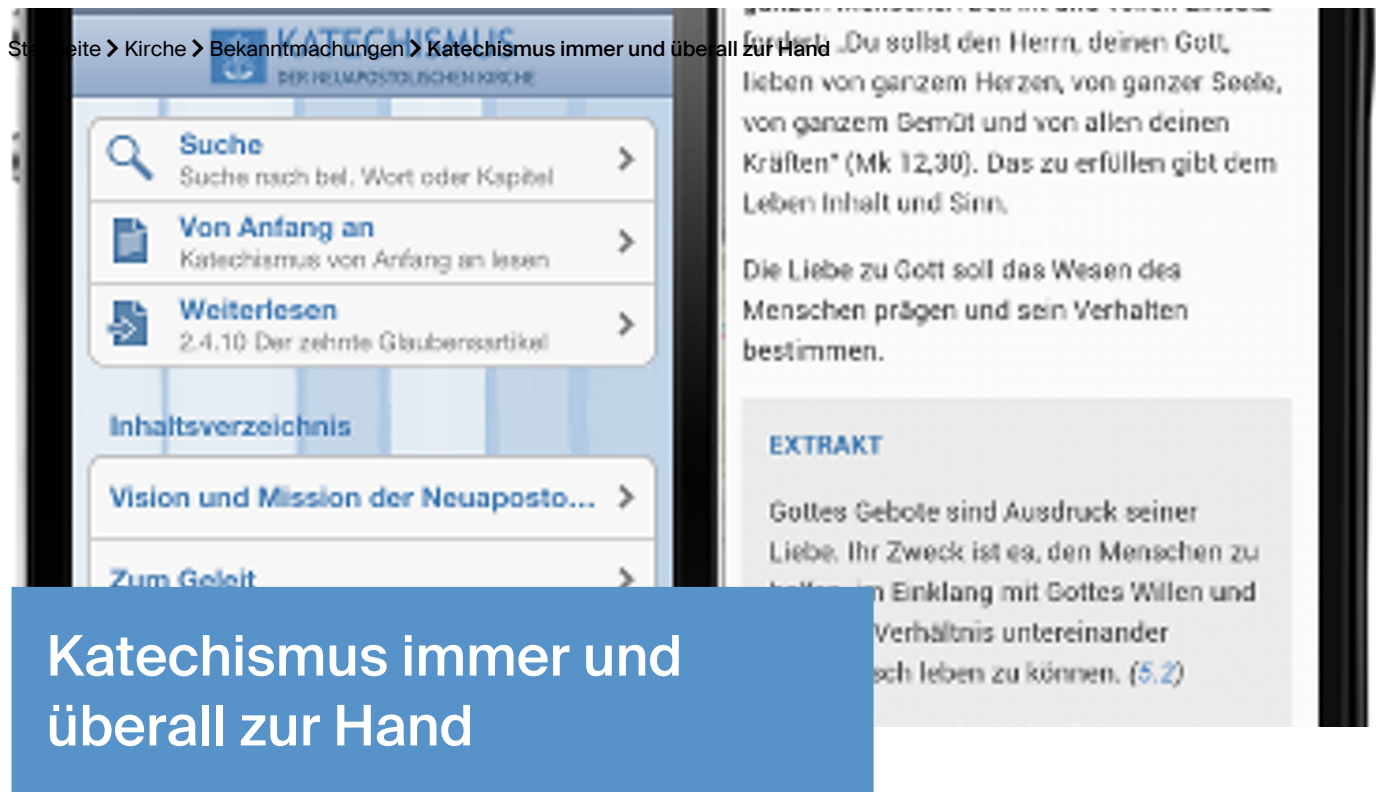 Startseite > Kirche > Bekanntmachungen > Katechismus immer und überall zur Hand
KATECHISMUS
DER NEUAPOSTOLISCHEN KIRCHE
Suche
Suche nach bel. Wort oder Kapitel
Von Anfang an
Katechismus von Anfang an lesen
Weiterlesen
2.4.10 Der zehnte Glaubensartikel
Inhaltsverzeichnis
Vision und Mission der Neuaposto...
Zum Geleit
fordert: „Du sollst den Herrn, deinen Gott,
lieben von ganzem Herzen, von ganzer Seele,
von ganzem Gemüt und von allen deinen
Kräften“ (Mk 12,30). Das zu erfüllen gibt dem
Leben Inhalt und Sinn.
Die Liebe zu Gott soll das Wesen des
Menschen prägen und sein Verhalten
bestimmen.
EXTRAKT
Gottes Gebote sind Ausdruck seiner
Liebe. Ihr Zweck ist es, den Menschen zu
Einklang mit Gottes Willen und
Verhältnis untereinander
leben zu können. (5.2)
Katechismus immer und
überall zur Hand